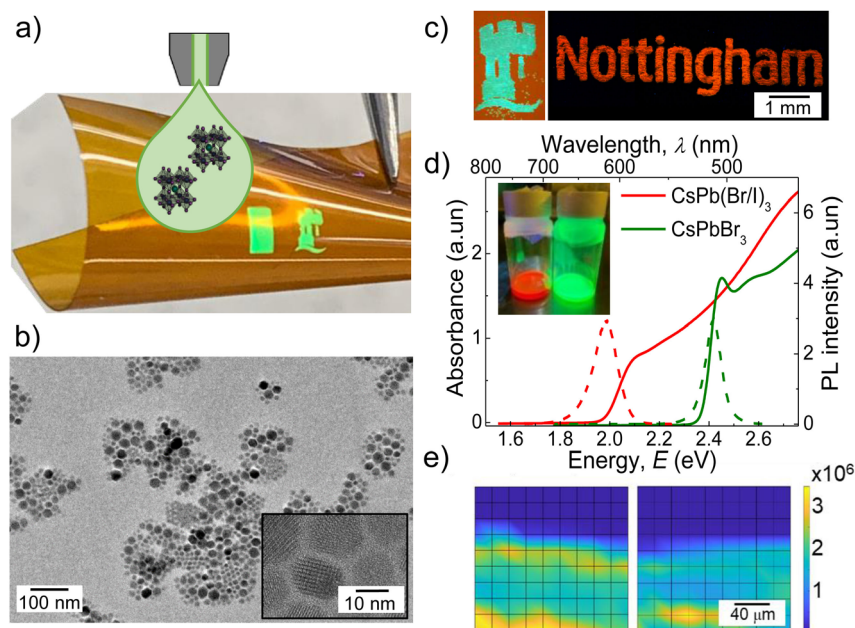 a)
c)
Nottingham
1 mm
d)
Wavelength, λ (nm)
800 700 600 500
CsPb(Br/I)₃
CsPbBr₃
Absorbance (a.un)
2
1
0
PL intensity (a.un)
6
4
2
0
1.6 1.8 2.0 2.2 2.4 2.6
Energy, E (eV)
b)
100 nm
10 nm
e)
x10⁶
3
2
1
40 μm